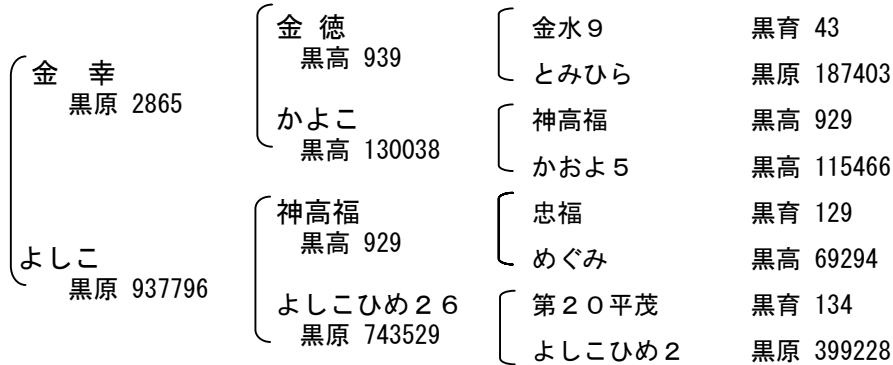 金 幸
黒原 2865
よしこ
黒原 937796
金 徳
黒高 939
かよこ
黒高 130038
神高福
黒高 929
よしこひめ26
黒原 743529
金水9 黒育 43
とみひら 黒原 187403
神高福 黒高 929
かおよ5 黒高 115466
忠福 黒育 129
めぐみ 黒高 69294
第20平茂 黒育 134
よしこひめ2 黒原 399228